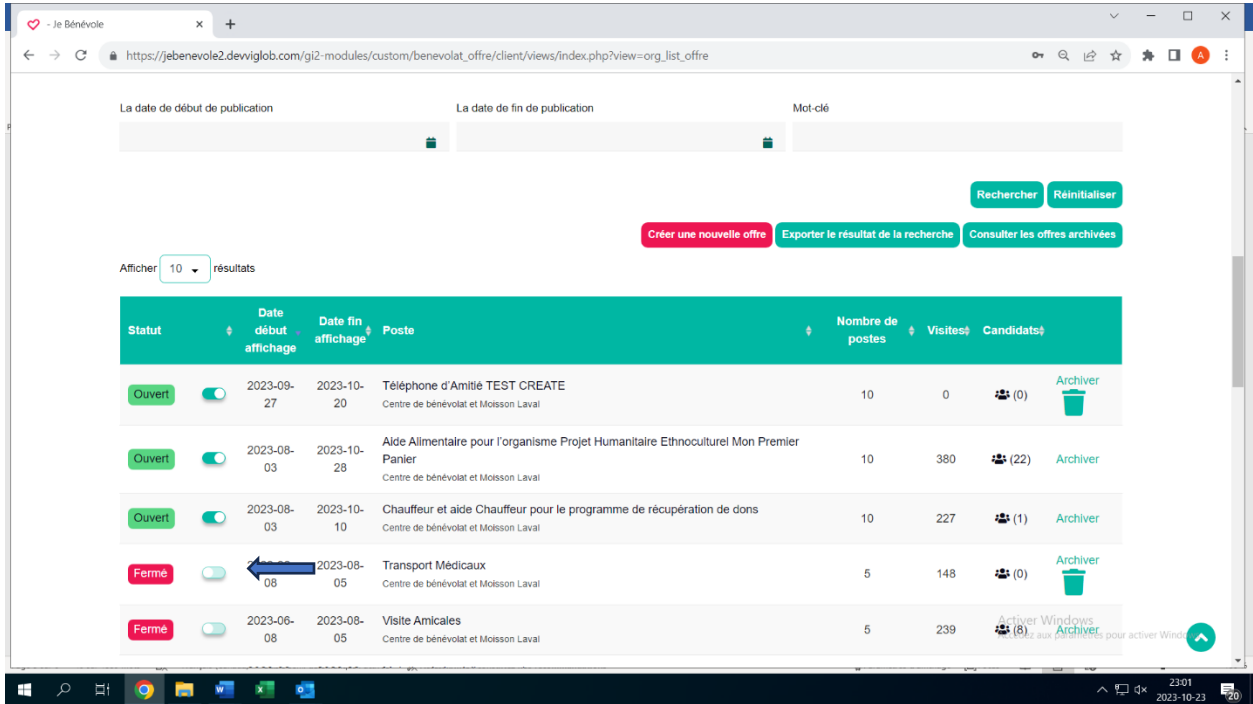 - Je Bénévole
https://jebenevole2.devviglob.com/gi2-modules/custom/benevolat_offre/client/views/index.php?view=org_list_offre
A
La date de début de publication
La date de fin de publication
Mot-clé
Rechercher
Réinitialiser
Créer une nouvelle offre
Exporter le résultat de la recherche
Consulter les offres archivées
Afficher 10 résultats
Statut
Date
début
affichage
Date fin
affichage
Poste
Nombre de
postes
Visites
Candidats
Ouvert
2023-09-
27
2023-10-
20
Téléphone d'Amitié TEST CREATE
Centre de bénévolat et Moisson Laval
10
0
(0)
Archiver
Ouvert
2023-08-
03
2023-10-
28
Aide Alimentaire pour l'organisme Projet Humanitaire Ethnoculturel Mon Premier
Panier
Centre de bénévolat et Moisson Laval
10
380
(22)
Archiver
Ouvert
2023-08-
03
2023-10-
10
Chauffeur et aide Chauffeur pour le programme de récupération de dons
Centre de bénévolat et Moisson Laval
10
227
(1)
Archiver
Fermé
08
2023-08-
05
Transport Médicaux
Centre de bénévolat et Moisson Laval
5
148
(0)
Archiver
Fermé
2023-06-
08
2023-08-
05
Visite Amicales
Centre de bénévolat et Moisson Laval
5
239
(8)
Archiver
Activer Windows
aux paramètres pour activer
23:01
2023-10-23
20